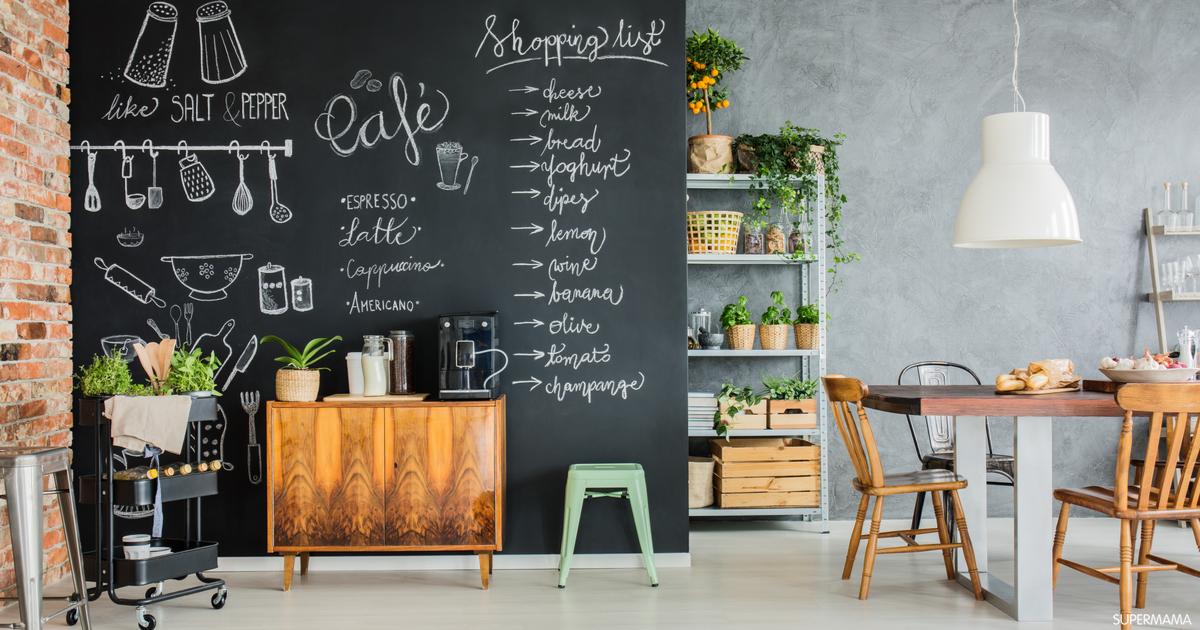 like SALT & PEPPER
Café
•ESPRESSO•
•Latte•
•Cappuccino•
•AMERICANO•
Shopping list
→ cheese
→ milk
→ bread
→ yoghurt
→ dipes
→ lemon
→ wine
→ banana
→ olive
→ tomato
→ champange
SUPERMAMA